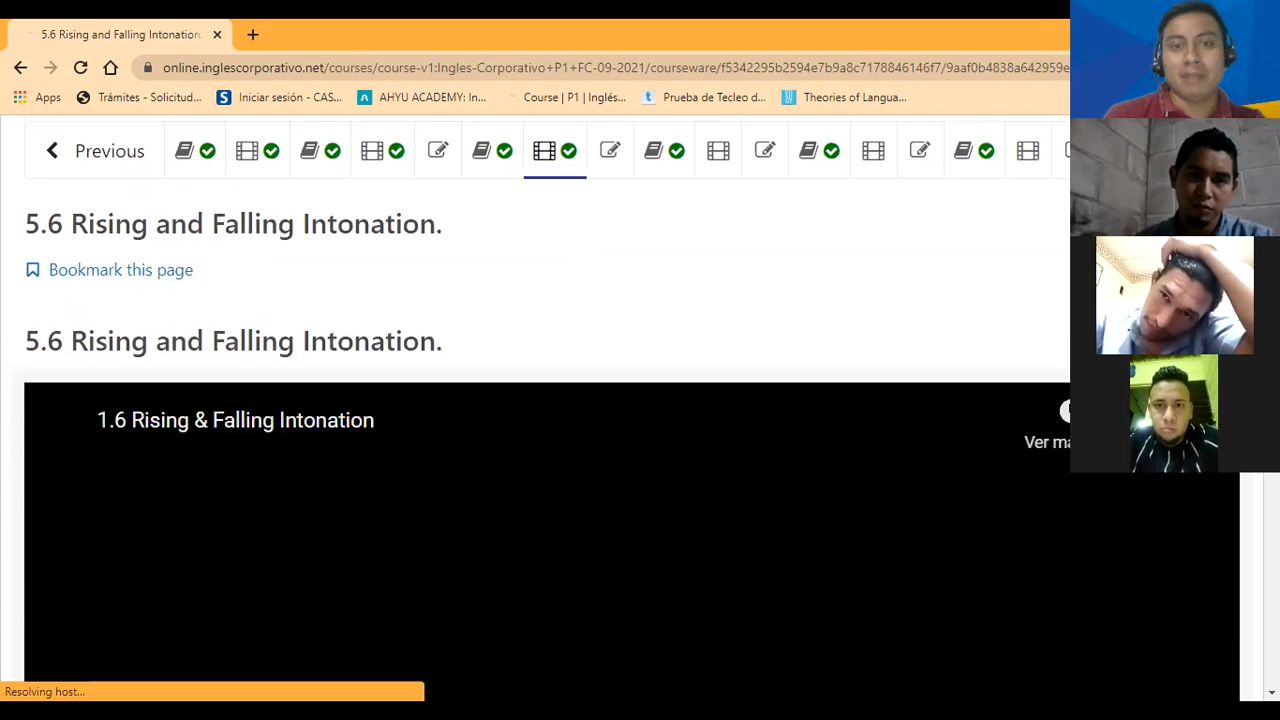 5.6 Rising and Falling Intonation.
online.inglescorporativo.net/courses/course-v1:Ingles-Corporativo+P1+FC-09-2021/courseware/f5342295b2594e7b9a8c7178846146f7/9aaf0b4838a642959e
Apps Trámites - Solicitud... Iniciar sesión - CAS... AHYU ACADEMY: In... Course | P1 | Inglés... Prueba de Tecleo d... Theories of Langua...
Previous
5.6 Rising and Falling Intonation.
Bookmark this page
5.6 Rising and Falling Intonation.
1.6 Rising & Falling Intonation
Ver má
Resolving host...